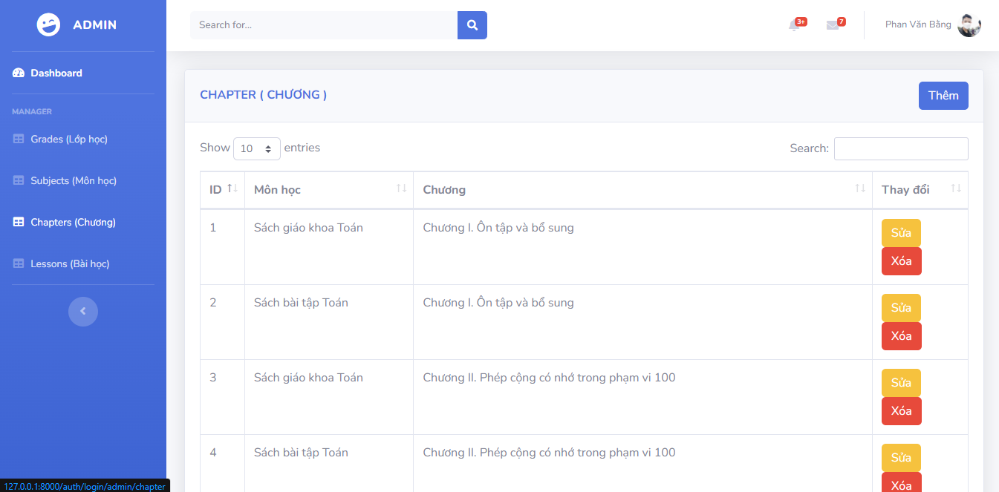 ADMIN
Search for...
3+
7
Phan Văn Bằng
Dashboard
MANAGER
Grades (Lớp học)
Subjects (Môn học)
Chapters (Chương)
Lessons (Bài học)
CHAPTER ( CHƯƠNG )
Thêm
Show 10 entries
Search:
ID Môn học Chương Thay đổi
1 Sách giáo khoa Toán Chương I. Ôn tập và bổ sung Sửa
Xóa
2 Sách bài tập Toán Chương I. Ôn tập và bổ sung Sửa
Xóa
3 Sách giáo khoa Toán Chương II. Phép cộng có nhớ trong phạm vi 100 Sửa
Xóa
4 Sách bài tập Toán Chương II. Phép cộng có nhớ trong phạm vi 100 Sửa
Xóa
127.0.0.1:8000/auth/login/admin/chapter